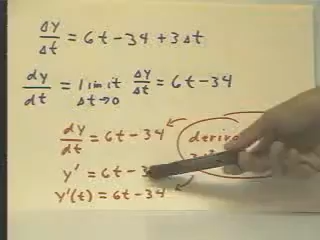 Δy/Δt = 6t - 34 + 3Δt
dy/dt = limit Δt→0 Δy/Δt = 6t - 34
dy/dt = 6t - 34
y' = 6t - 3
y'(t) = 6t - 34